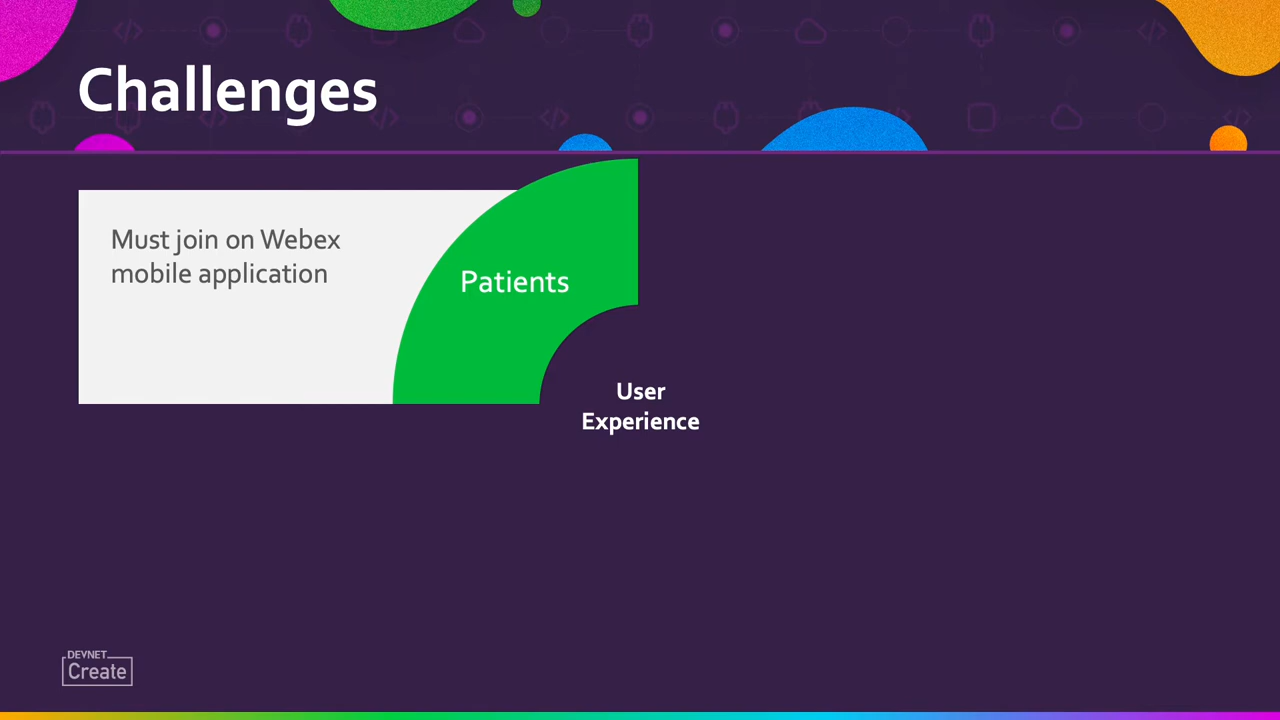 Challenges
Must join on Webex
mobile application
Patients
User
Experience
DEVNET
Create